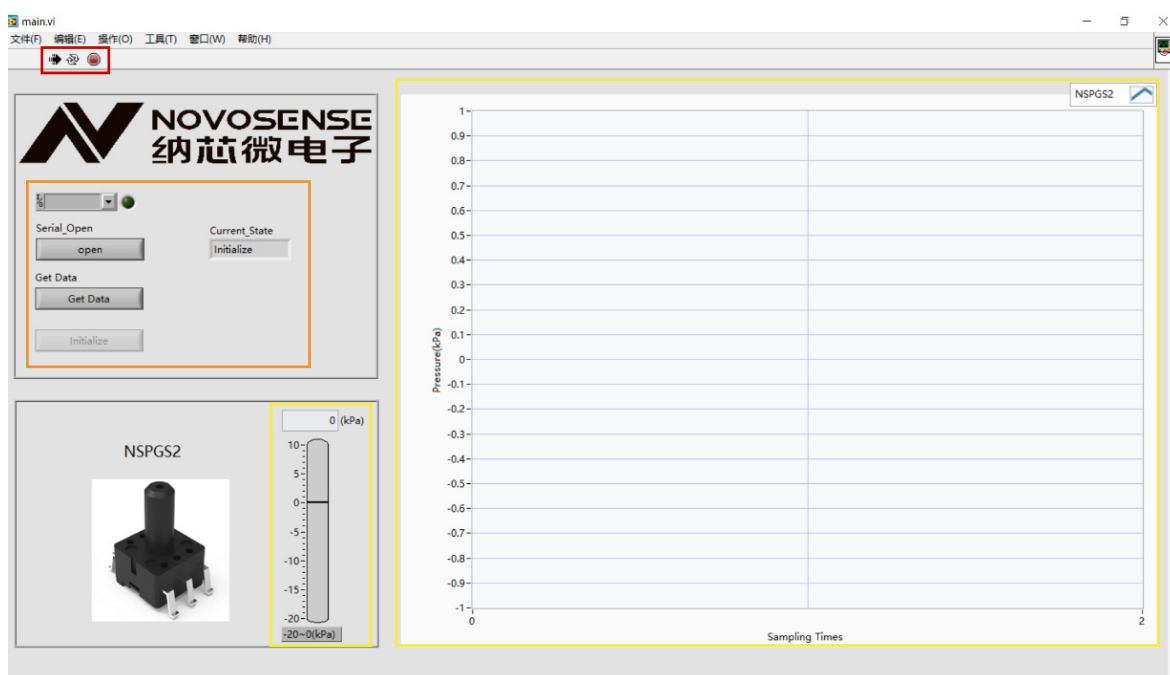 main.vi
文件(F) 编辑(E) 操作(O) 工具(T) 窗口(W) 帮助(H)
NOVOSENSE
纳芯微电子
Serial_Open
open
Current_State
Initialize
Get Data
Get Data
Initialize
NSPGS2
0 (kPa)
10
5
0
-5
-10
-15
-20
-20~0(kPa)
NSPGS2
1
0.9
0.8
0.7
0.6
0.5
0.4
0.3
0.2
0.1
0
-0.1
-0.2
-0.3
-0.4
-0.5
-0.6
-0.7
-0.8
-0.9
-1
Pressure(kPa)
0
2
Sampling Times